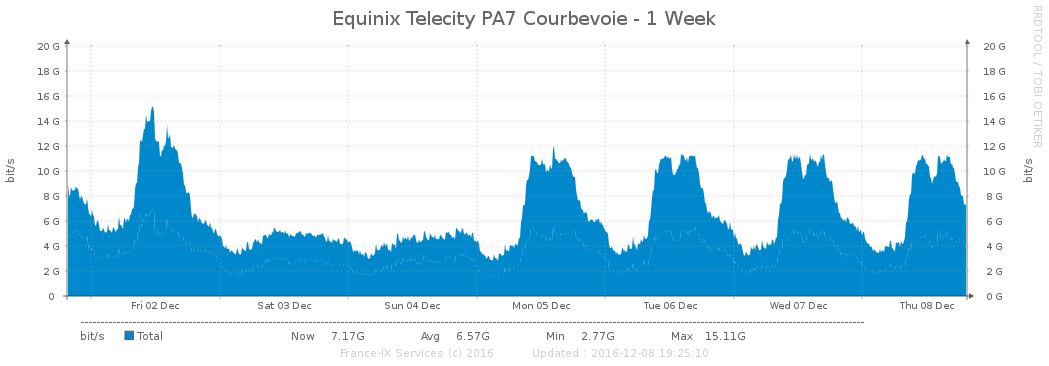 Equinix Telecity PA7 Courbevoie - 1 Week
RRDTOOL / TOBI OETIKER
bit/s
bit/s
20 G 20 G
18 G 18 G
16 G 16 G
14 G 14 G
12 G 12 G
10 G 10 G
8 G 8 G
6 G 6 G
4 G 4 G
2 G 2 G
0 0 G
Fri 02 Dec Sat 03 Dec Sun 04 Dec Mon 05 Dec Tue 06 Dec Wed 07 Dec Thu 08 Dec
bit/s Total Now 7.17G Avg 6.57G Min 2.77G Max 15.11G
France-IX Services (c) 2016 Updated : 2016-12-08 19:25:10